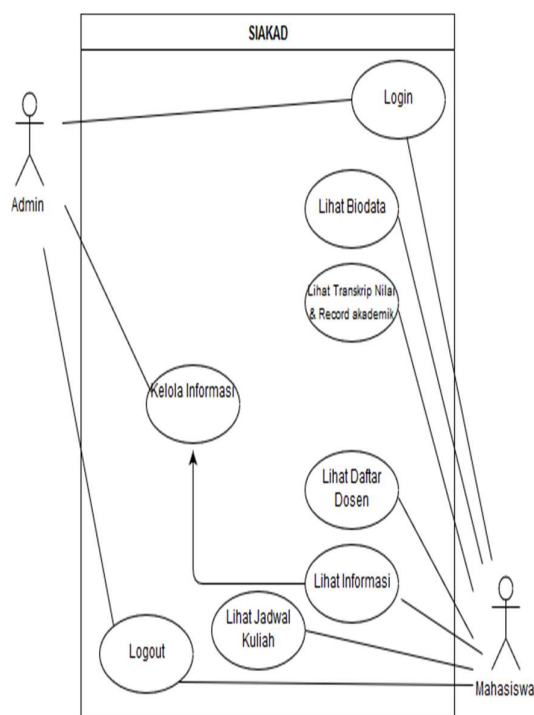 SIAKAD
Login
Admin
Lihat Biodata
Lihat Transkrip Nilai
& Record akademik
Kelola Informasi
Lihat Daftar
Dosen
Lihat Informasi
Lihat Jadwal
Kuliah
Logout
Mahasiswa